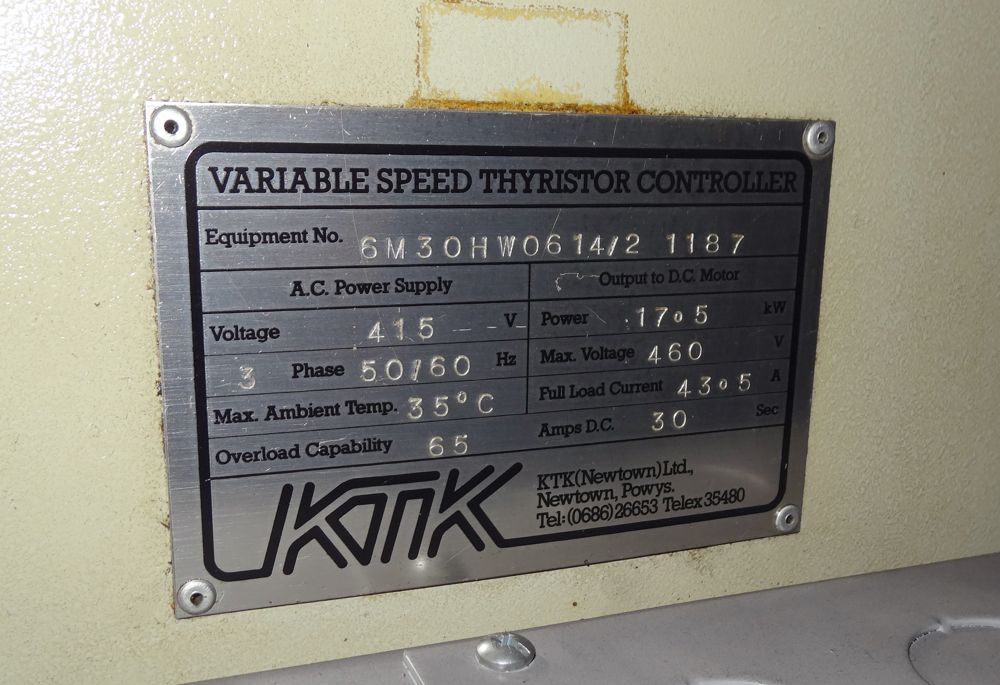 VARIABLE SPEED THYRISTOR CONTROLLER
Equipment No. 6M30HW0614/2 1187
A.C. Power Supply
Output to D.C. Motor
Voltage 415 V
Power 17.5 kW
3 Phase 50/60 Hz
Max. Voltage 460 V
Max. Ambient Temp. 35°C
Full Load Current 43.5 A
Overload Capability 65 Amps D.C. 30 Sec
KTK
KTK(Newtown)Ltd.,
Newtown, Powys.
Tel: (0686) 26653 Telex 35480